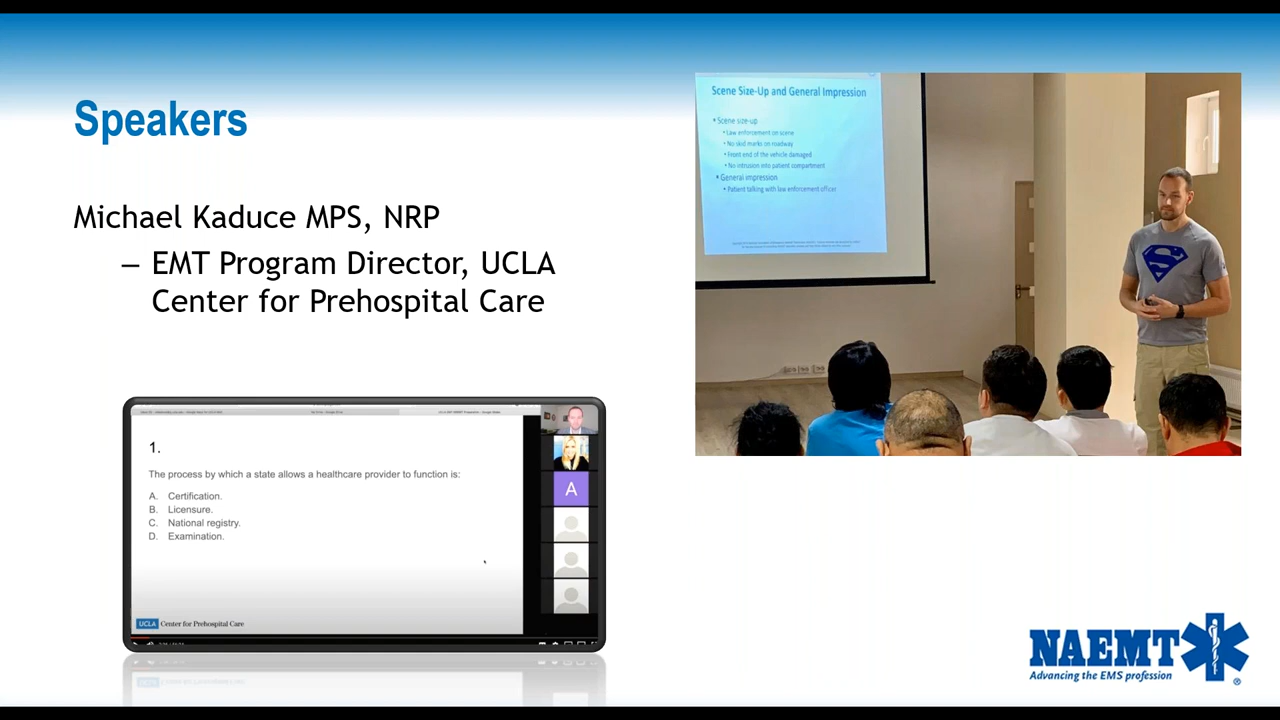 Speakers
Michael Kaduce MPS, NRP
– EMT Program Director, UCLA
Center for Prehospital Care
Scene Size-Up and General Impression
• Scene size-up
• Law enforcement on scene
• No skid marks on roadway
• Front end of the vehicle damaged
• No intrusion into patient compartment
• General impression
• Patient talking with law enforcement officer
1.
The process by which a state allows a healthcare provider to function is:
A. Certification.
B. Licensure.
C. National registry.
D. Examination.
A
UCLA Center for Prehospital Care
NAEMT
Advancing the EMS profession
®